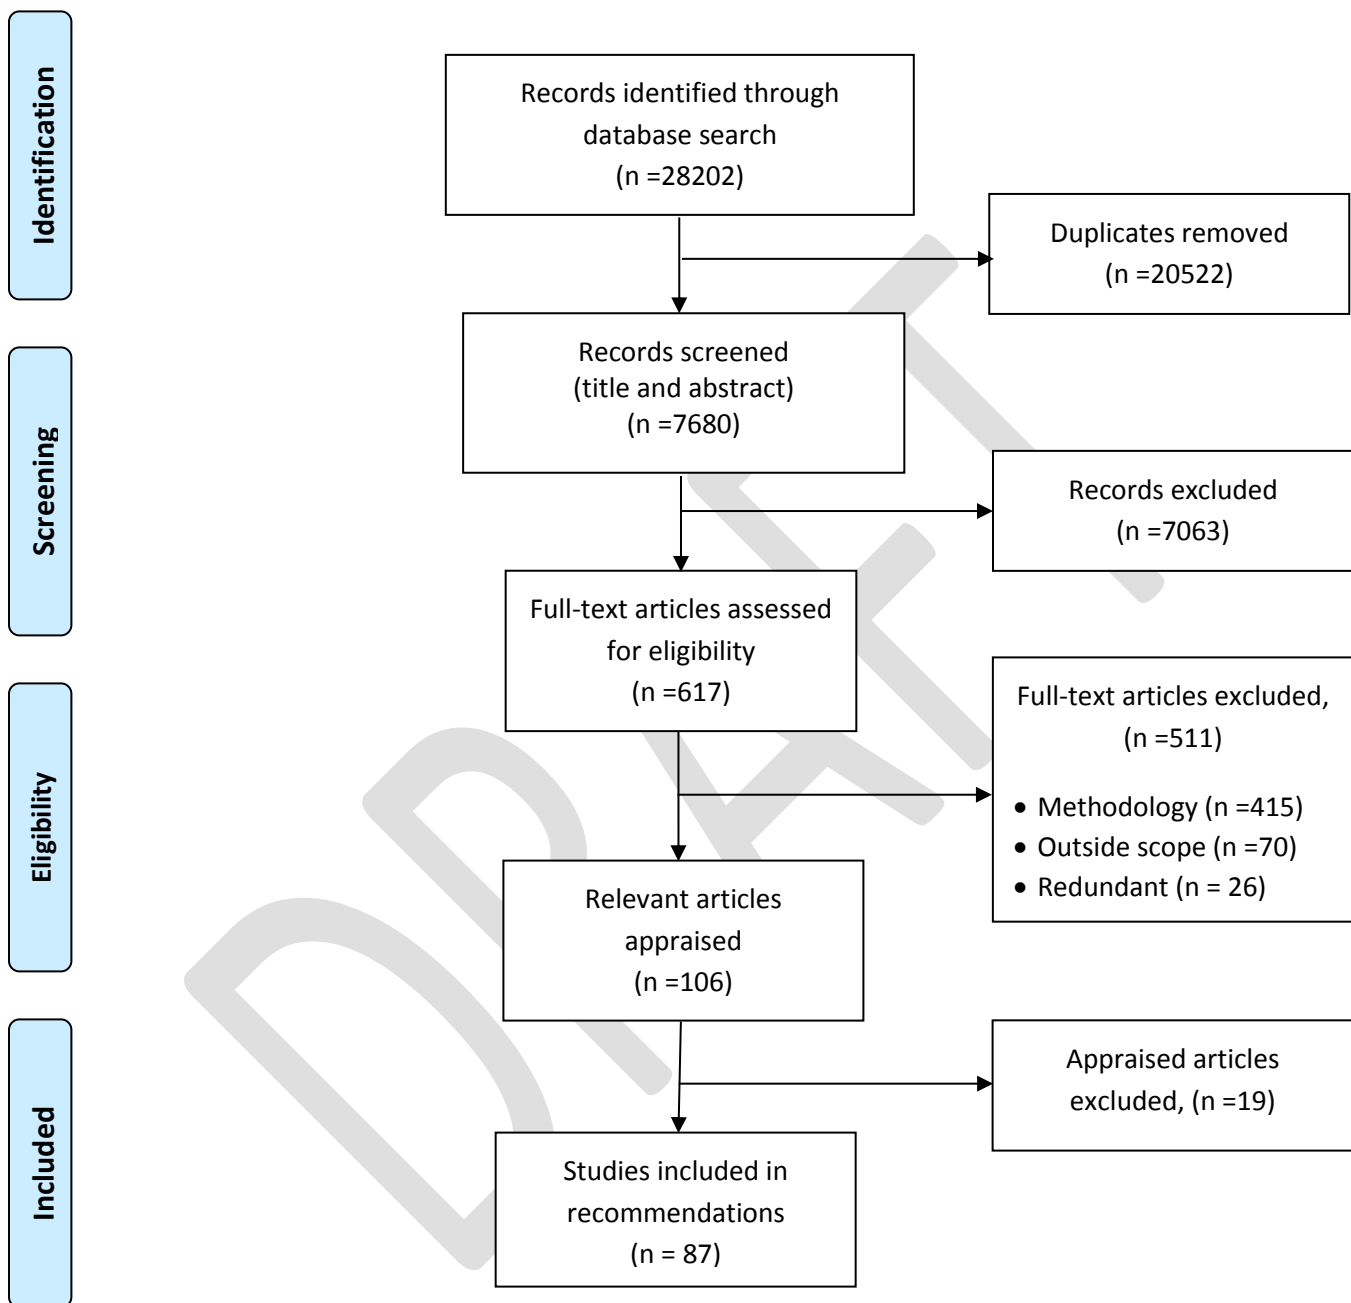 Identification
Records identified through
database search
(n =28202)
Duplicates removed
(n =20522)
Screening
Records screened
(title and abstract)
(n =7680)
Records excluded
(n =7063)
Full-text articles assessed
for eligibility
(n =617)
Eligibility
Full-text articles excluded,
(n =511)
• Methodology (n =415)
• Outside scope (n =70)
• Redundant (n = 26)
Relevant articles
appraised
(n =106)
Included
Appraised articles
excluded, (n =19)
Studies included in
recommendations
(n = 87)
DRAFT